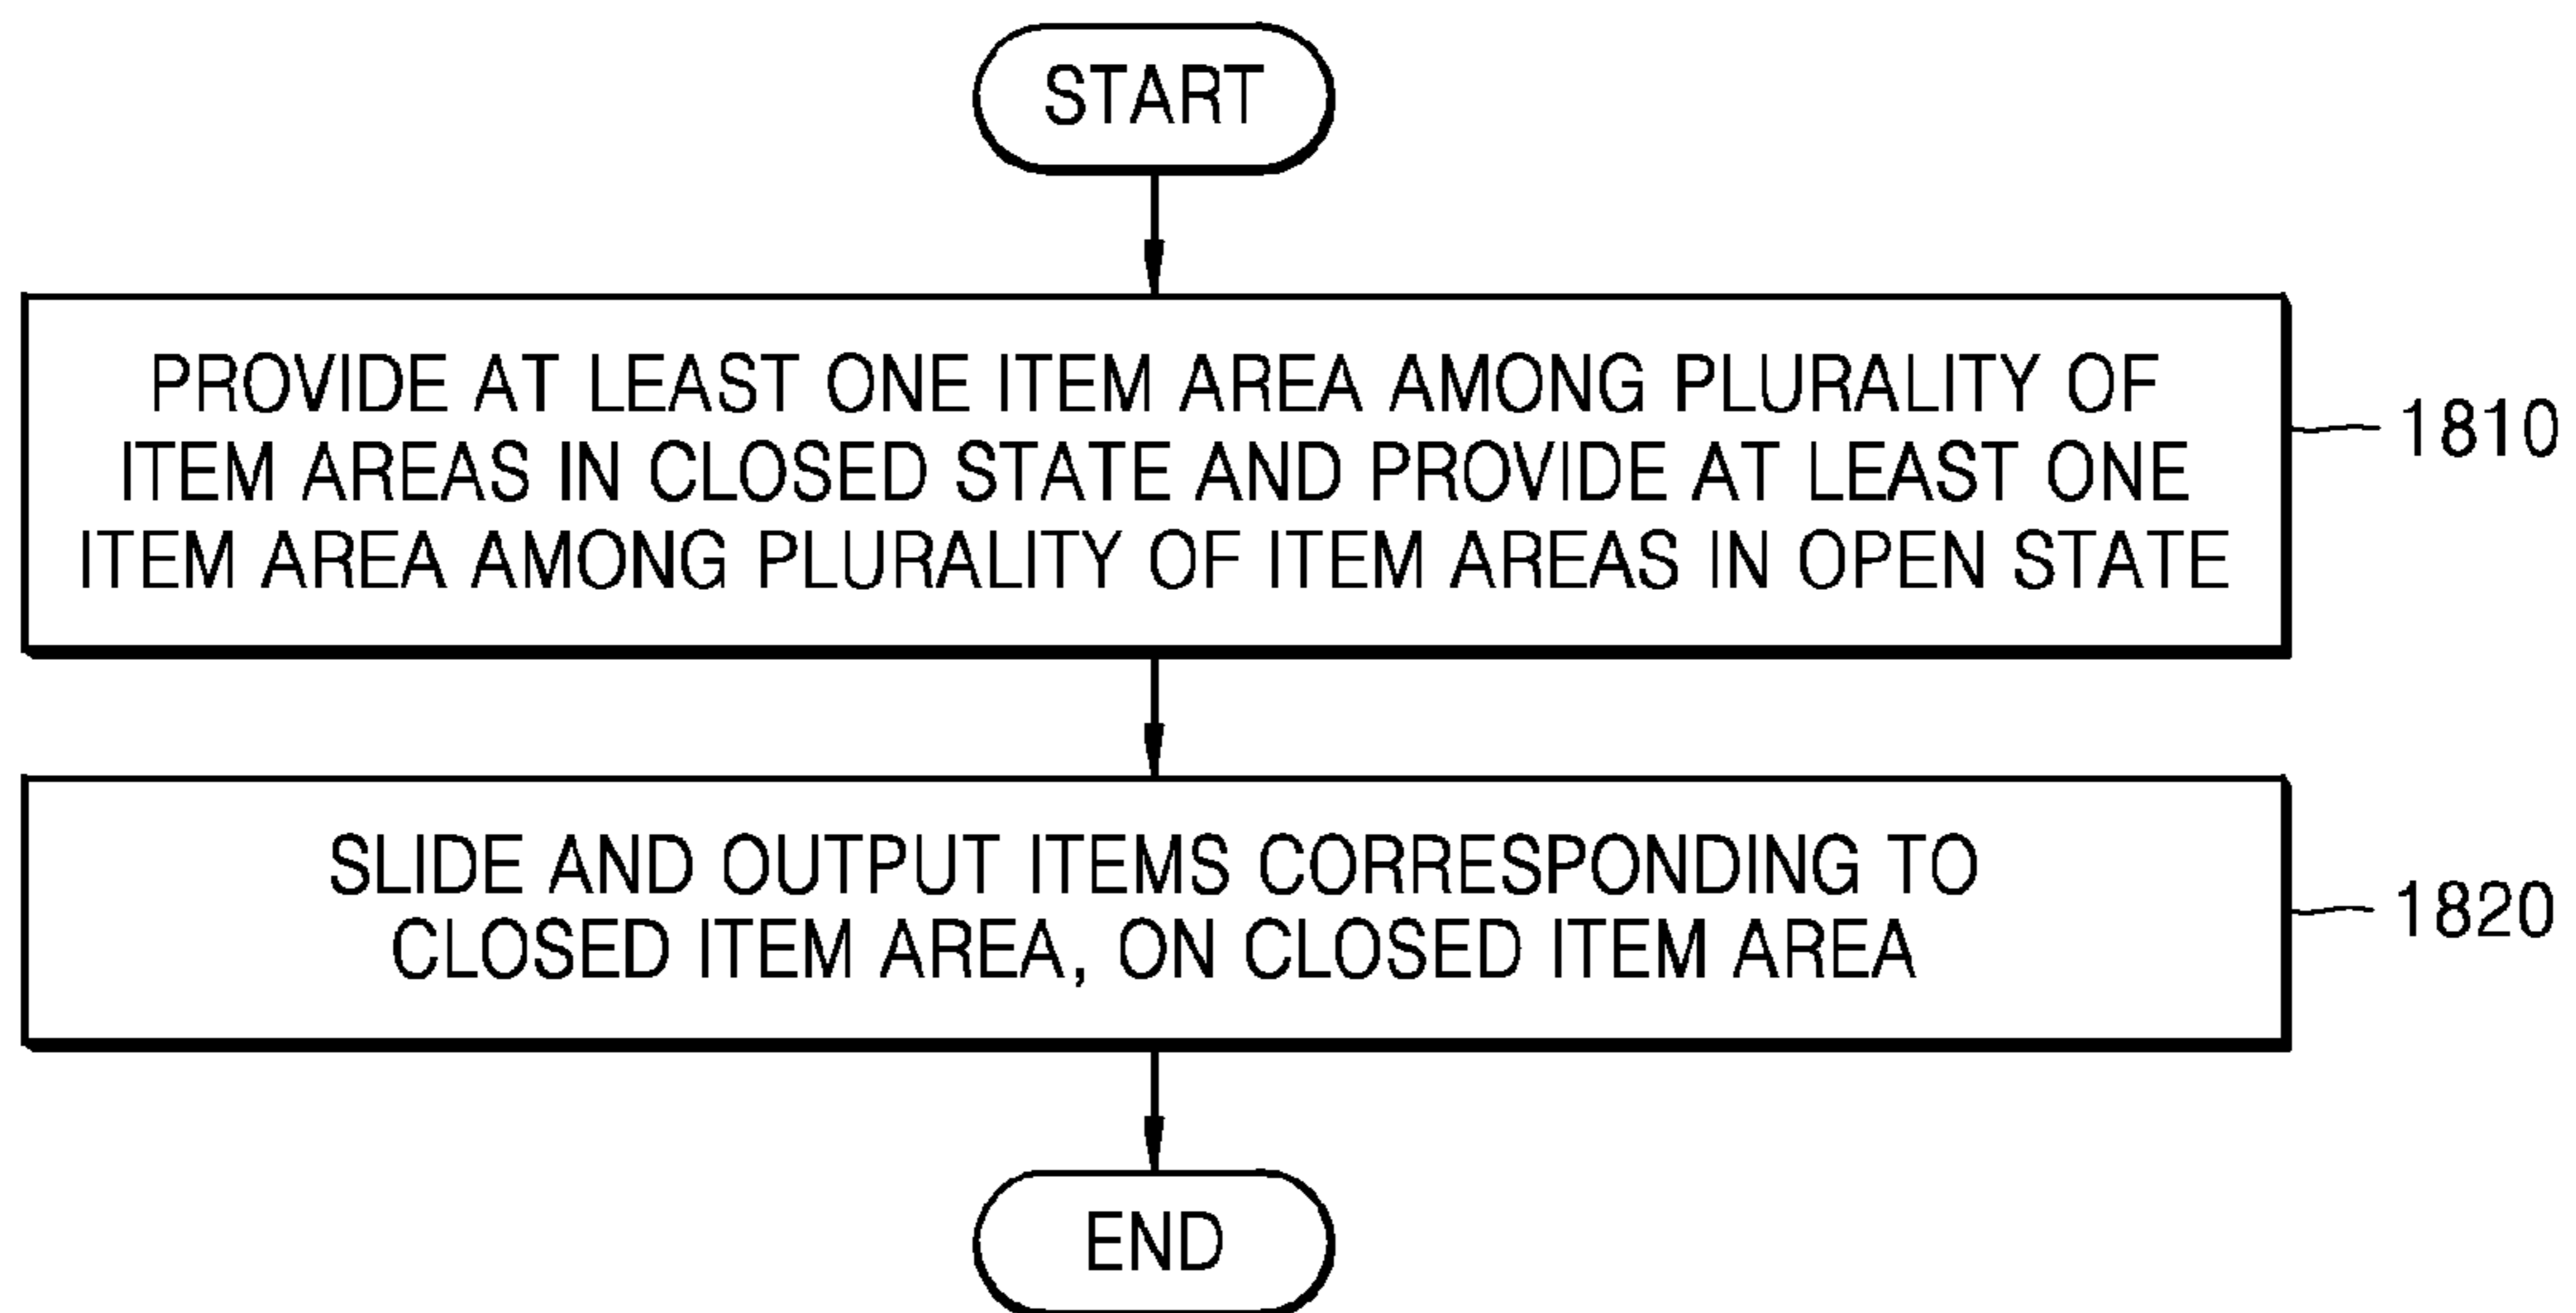 START
PROVIDE AT LEAST ONE ITEM AREA AMONG PLURALITY OF
ITEM AREAS IN CLOSED STATE AND PROVIDE AT LEAST ONE
ITEM AREA AMONG PLURALITY OF ITEM AREAS IN OPEN STATE
1810
SLIDE AND OUTPUT ITEMS CORRESPONDING TO
CLOSED ITEM AREA, ON CLOSED ITEM AREA
1820
END